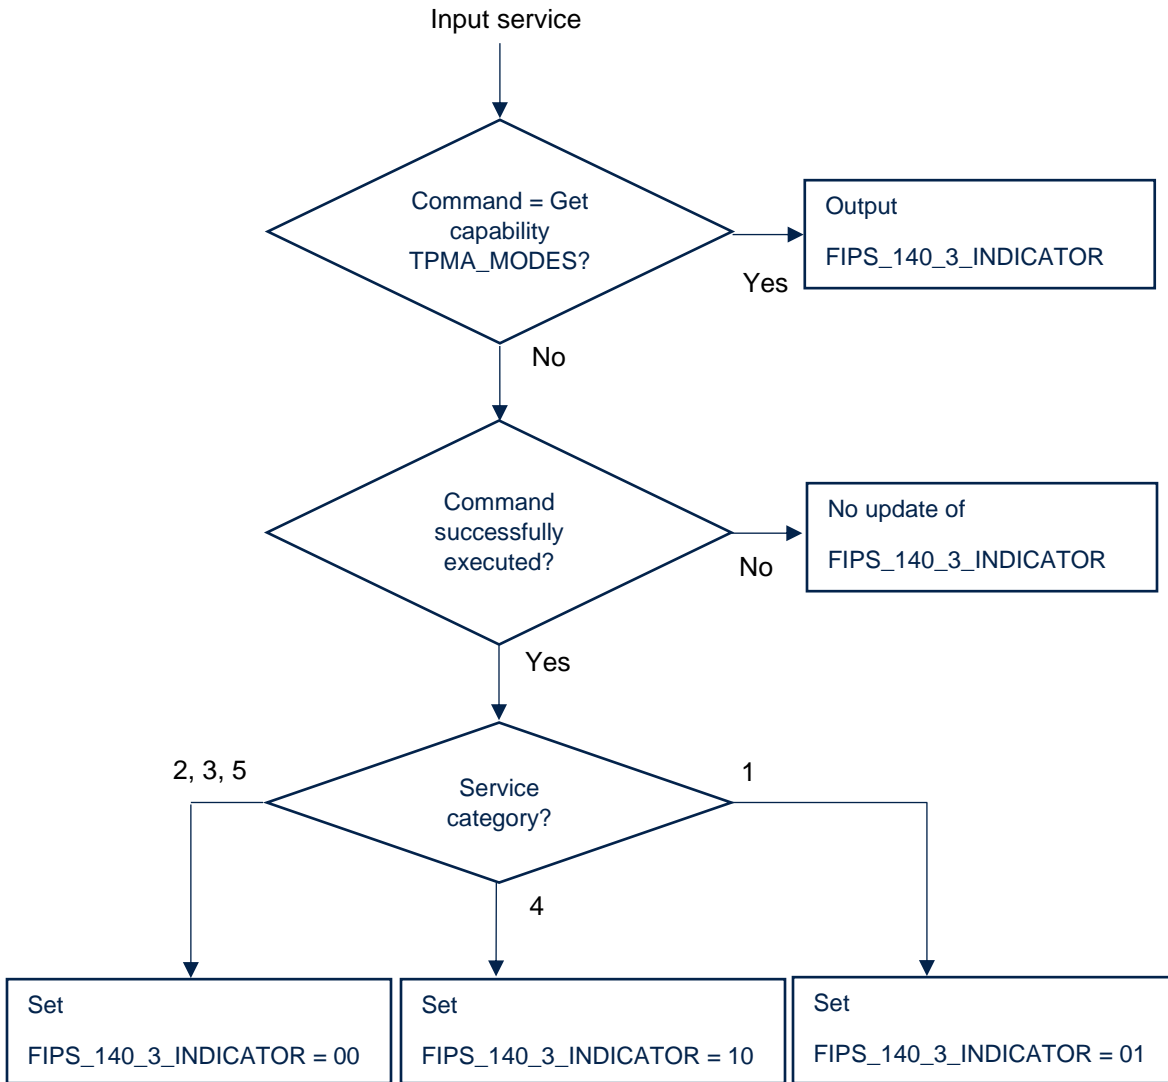 Input service
Command = Get
capability
TPMA_MODES?
Output
FIPS_140_3_INDICATOR
Yes
No
Command
successfully
executed?
No update of
FIPS_140_3_INDICATOR
No
Yes
2, 3, 5
Service
category?
1
4
Set
FIPS_140_3_INDICATOR = 00
Set
FIPS_140_3_INDICATOR = 10
Set
FIPS_140_3_INDICATOR = 01